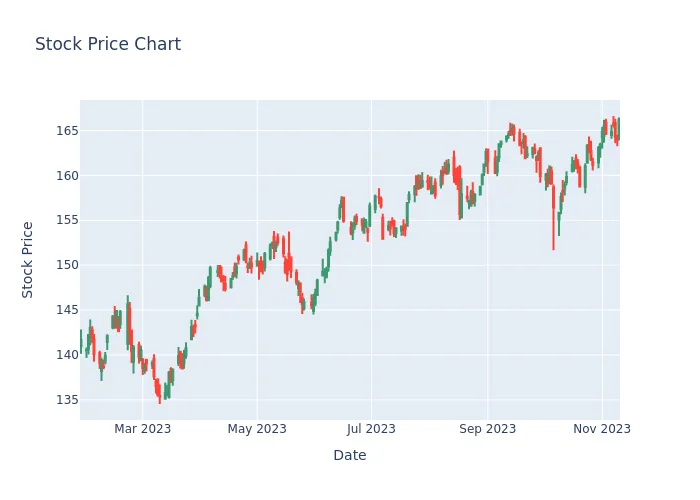 Stock Price Chart
Stock Price
165
160
155
150
145
140
135
Mar 2023
May 2023
Jul 2023
Sep 2023
Nov 2023
Date